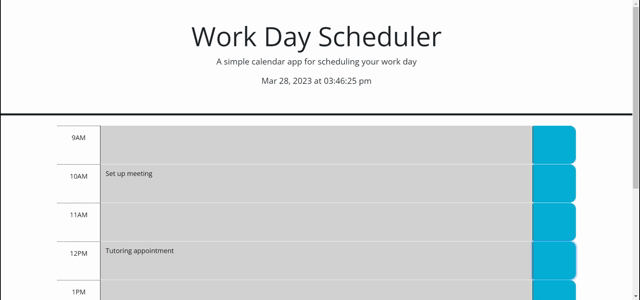 Work Day Scheduler
A simple calendar app for scheduling your work day
Mar 28, 2023 at 03:46:25 pm
9AM
10AM Set up meeting
11AM
12PM Tutoring appointment
1PM